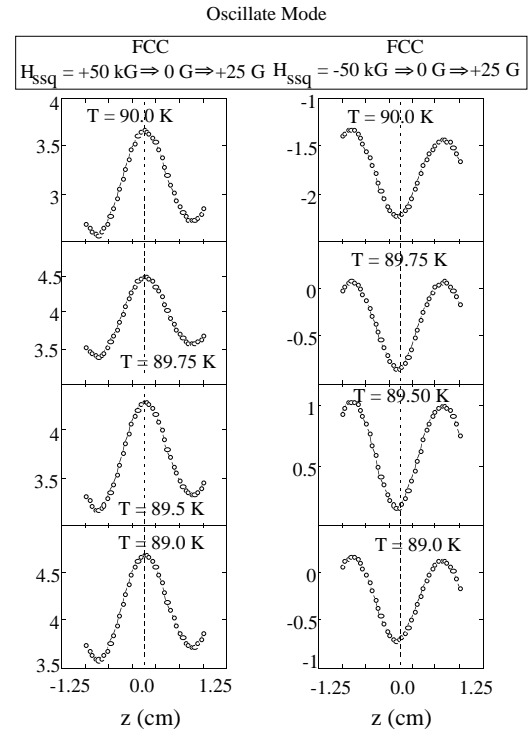 Oscillate Mode
FCC
H_ssq = +50 kG⇒ 0 G⇒+25 G
FCC
H_ssq = -50 kG ⇒0 G⇒+25 G
T = 90.0 K
4
3.5
3
T = 89.75 K
4.5
4
3.5
T = 89.5 K
4
3.5
T = 89.0 K
4.5
4
3.5
-1.25
0.0
1.25
z (cm)
T = 90.0 K
-1
-1.5
-2
T = 89.75 K
0
-0.5
T = 89.50 K
1
0.5
T = 89.0 K
0
-0.5
-1
-1.25
0.0
1.25
z (cm)